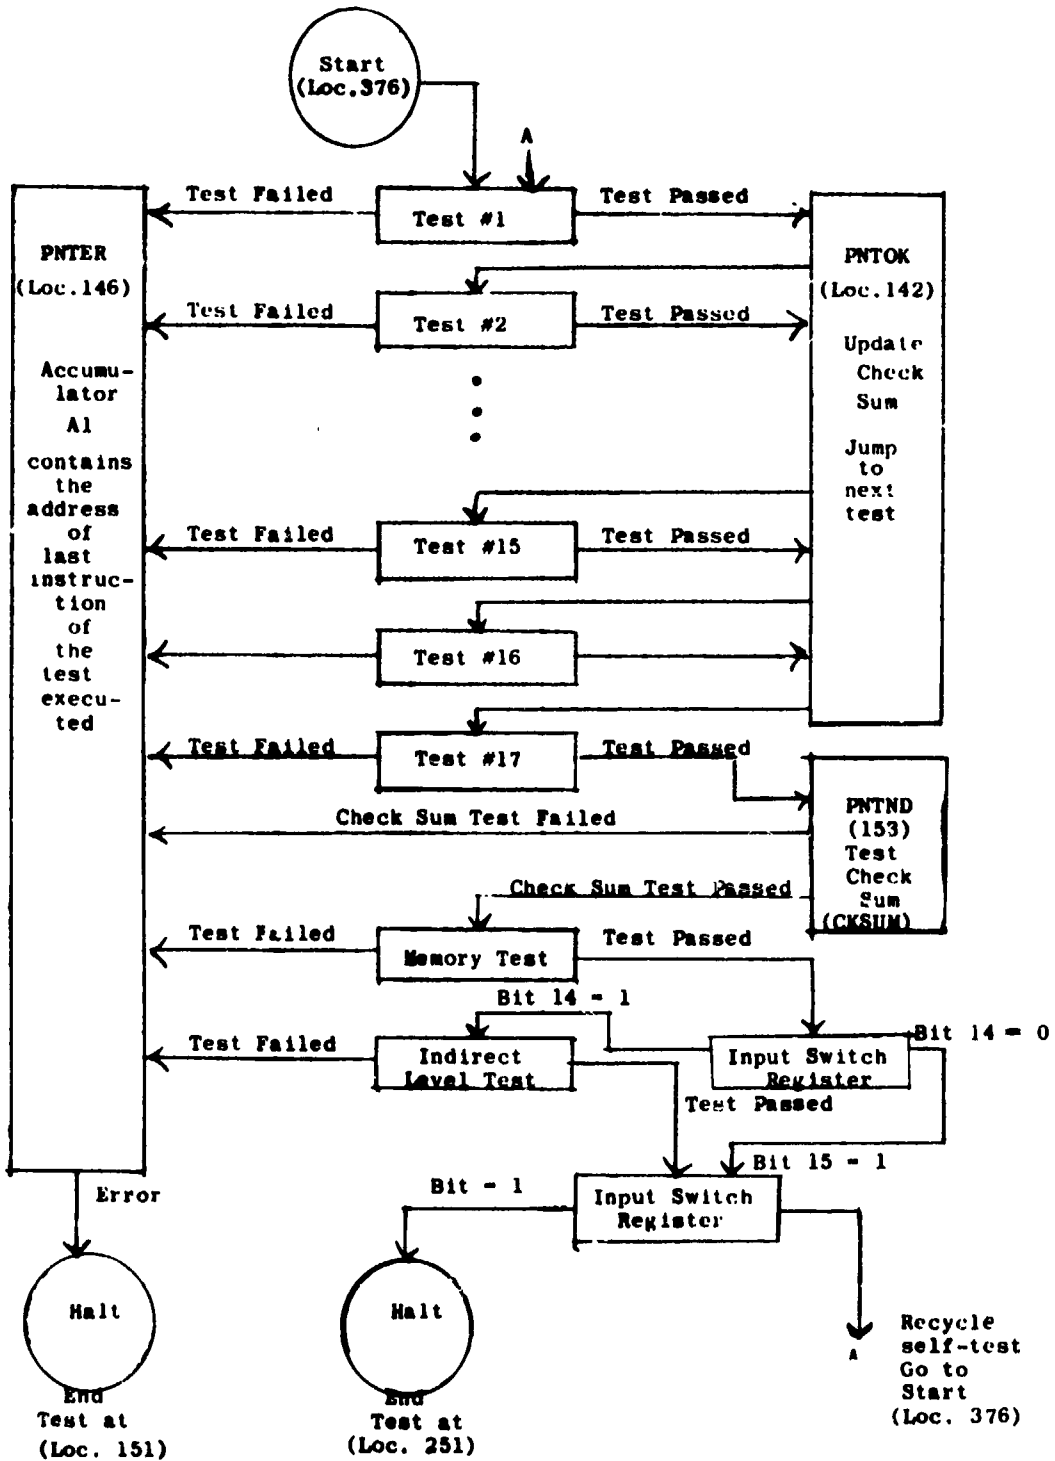 Start
(Loc.376)
A
Test Failed
Test #1
Test Passed
PNTER
(Loc.146)
Accumu-
lator
A1
contains
the
address
of
last
instruc-
tion
of
the
test
execu-
ted
PNTOK
(Loc.142)
Update
Check
Sum
Jump
to
next
test
Test Failed
Test #2
Test Passed
Test Failed
Test #15
Test Passed
Test #16
Test Failed
Test #17
Test Passed
PNTND
(153)
Test
Check
Sum
(CKSUM)
Check Sum Test Failed
Check Sum Test Passed
Test Failed
Memory Test
Test Passed
Bit 14 = 1
Bit 14 = 0
Test Failed
Indirect
Level Test
Input Switch
Register
Test Passed
Bit 15 = 1
Error
Bit = 1
Input Switch
Register
Halt
End
Test at
(Loc. 151)
Halt
End
Test at
(Loc. 251)
A
Recycle
self-test
Go to
Start
(Loc. 376)